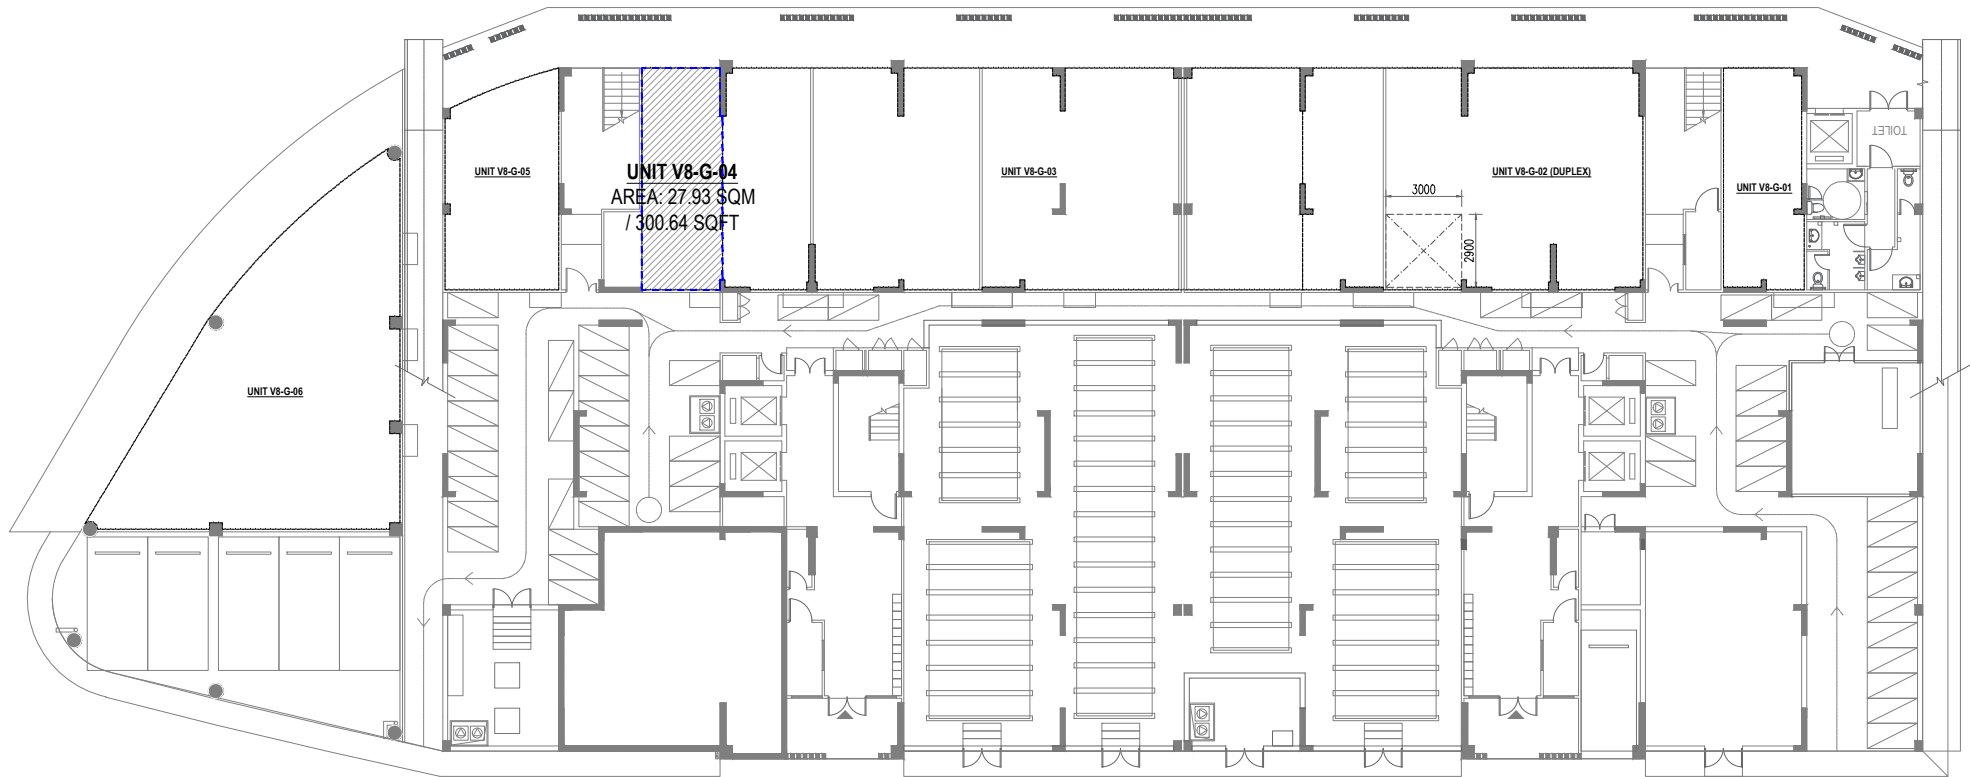 TOILET
UNIT V8-G-05
UNIT V8-G-04
AREA: 27.93 SQM
/ 300.64 SQFT
UNIT V8-G-03
UNIT V8-G-02 (DUPLEX)
UNIT V8-G-01
3000
2900
UNIT V8-G-06